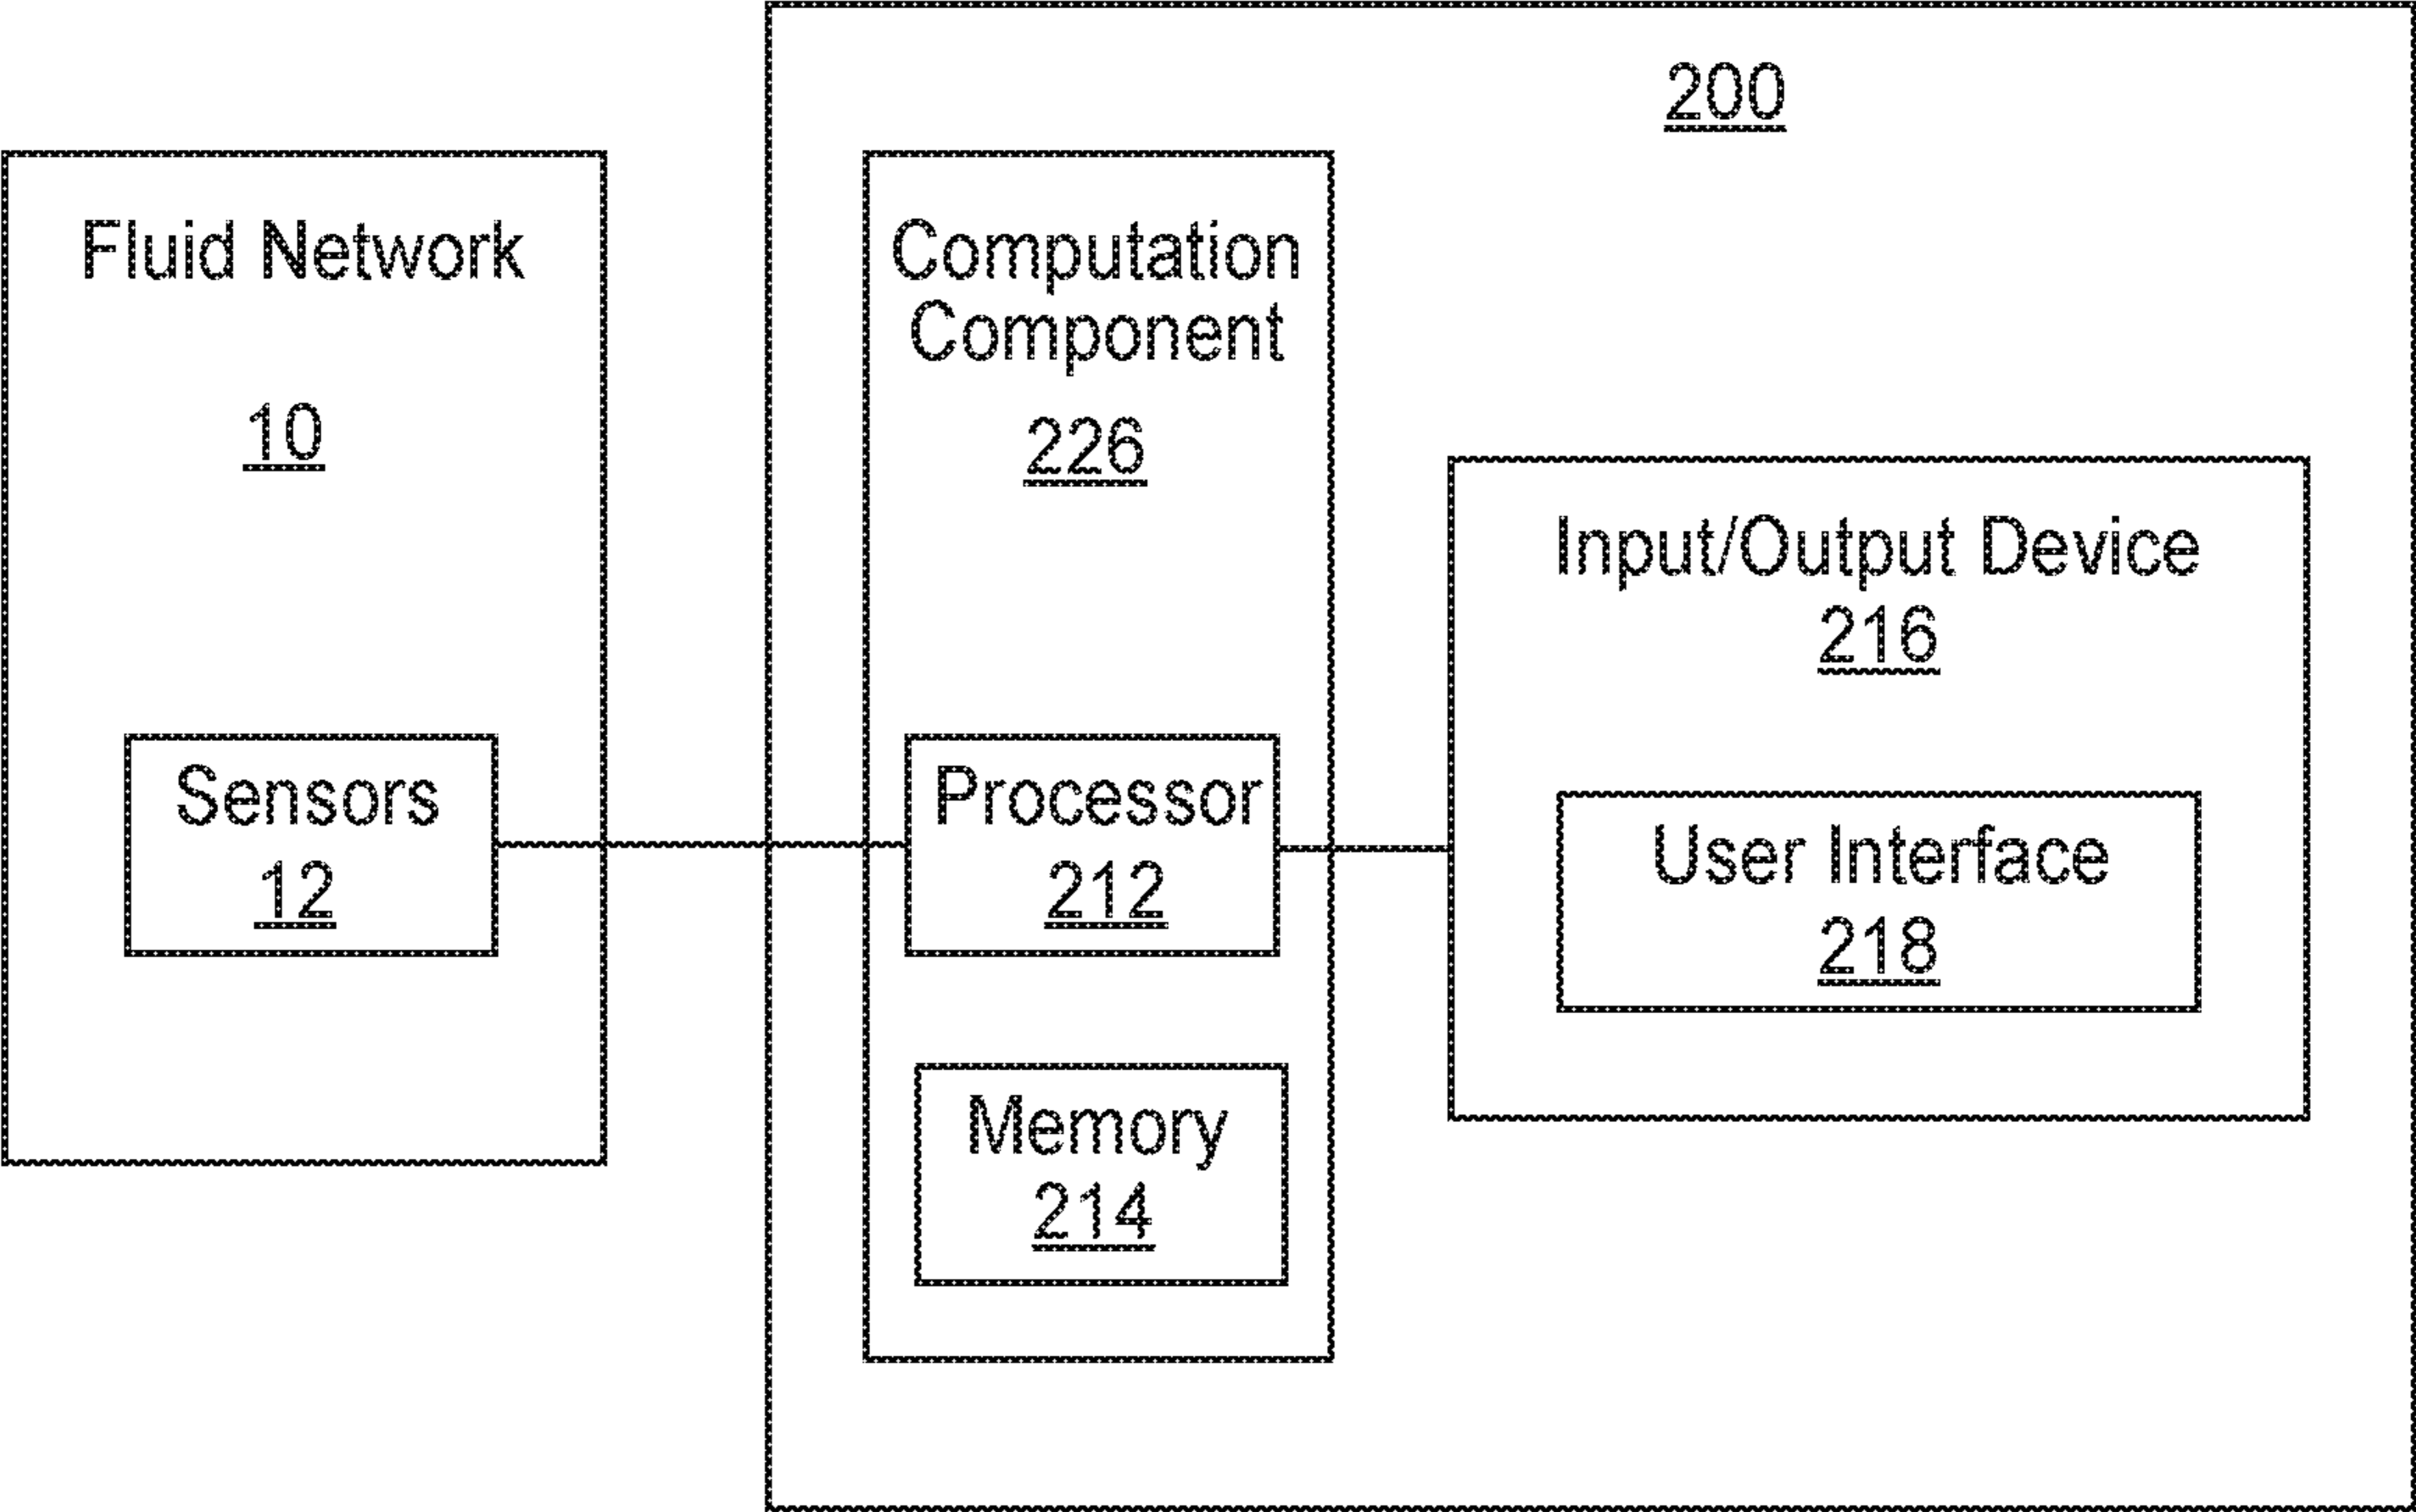 200
Fluid Network
10
Sensors
12
Computation
Component
226
Processor
212
Memory
214
Input/Output Device
216
User Interface
218